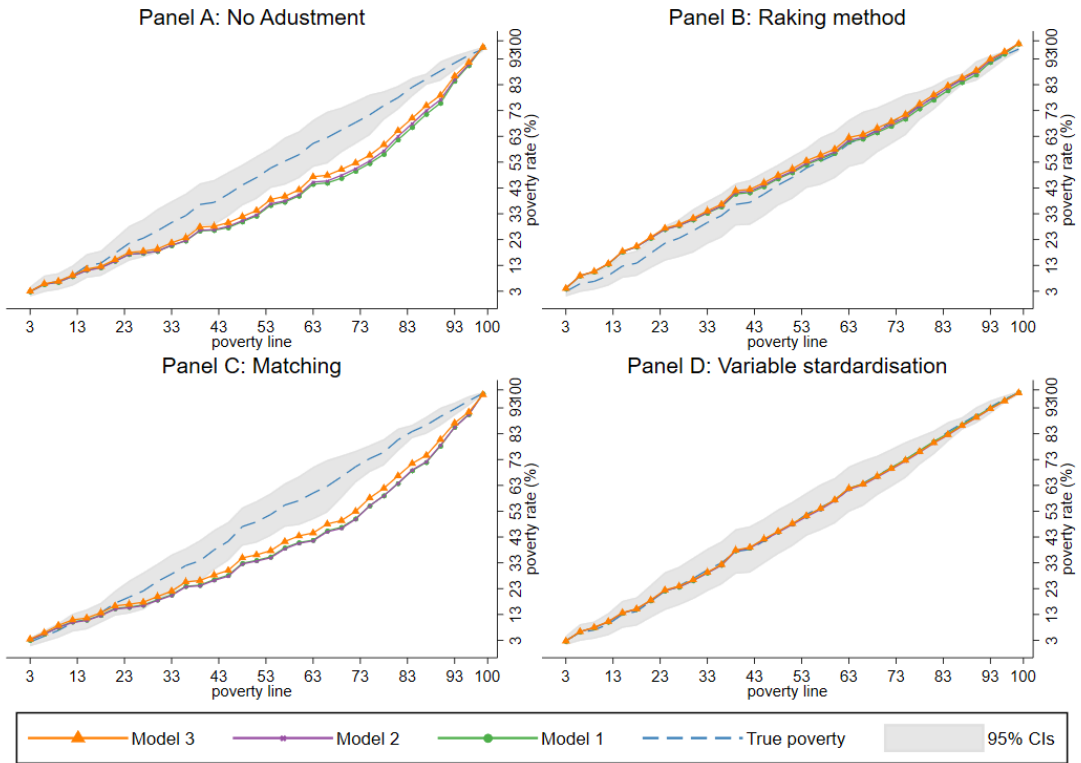 Panel A: No Adustment
Panel B: Raking method
3 13 23 33 43 53 63 73 83 93 100
poverty rate (%)
3 13 23 33 43 53 63 73 83 93 100
poverty line
3 13 23 33 43 53 63 73 83 93 100
poverty rate (%)
3 13 23 33 43 53 63 73 83 93 100
poverty line
Panel C: Matching
Panel D: Variable stardardisation
3 13 23 33 43 53 63 73 83 93 100
poverty rate (%)
3 13 23 33 43 53 63 73 83 93 100
poverty line
3 13 23 33 43 53 63 73 83 93 100
poverty rate (%)
3 13 23 33 43 53 63 73 83 93 100
poverty line
Model 3 Model 2 Model 1 True poverty 95% CIs